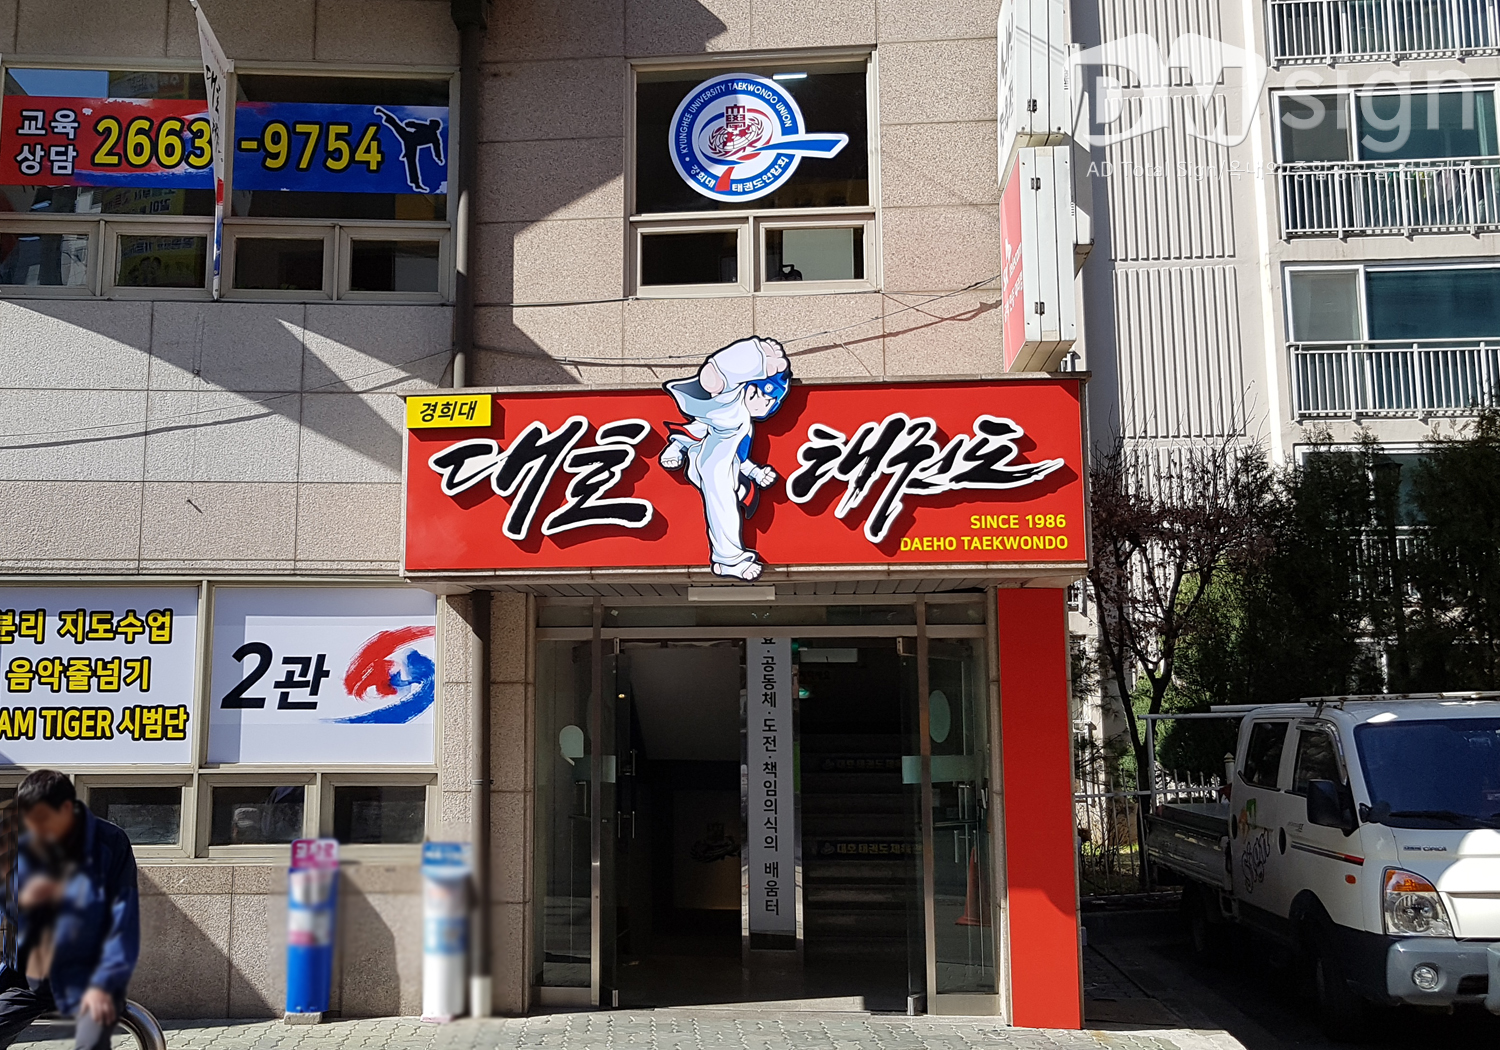 교육
상담
2663-9754
KYUNGHEE UNIVERSITY TAEKWONDO UNION
경희대 태권도연합회
DWsign
경희대
대호 태권도
SINCE 1986
DAEHO TAEKWONDO
분리 지도수업
음악줄넘기
AM TIGER 시범단
2관
공동체·도전·책임의식의 배움터